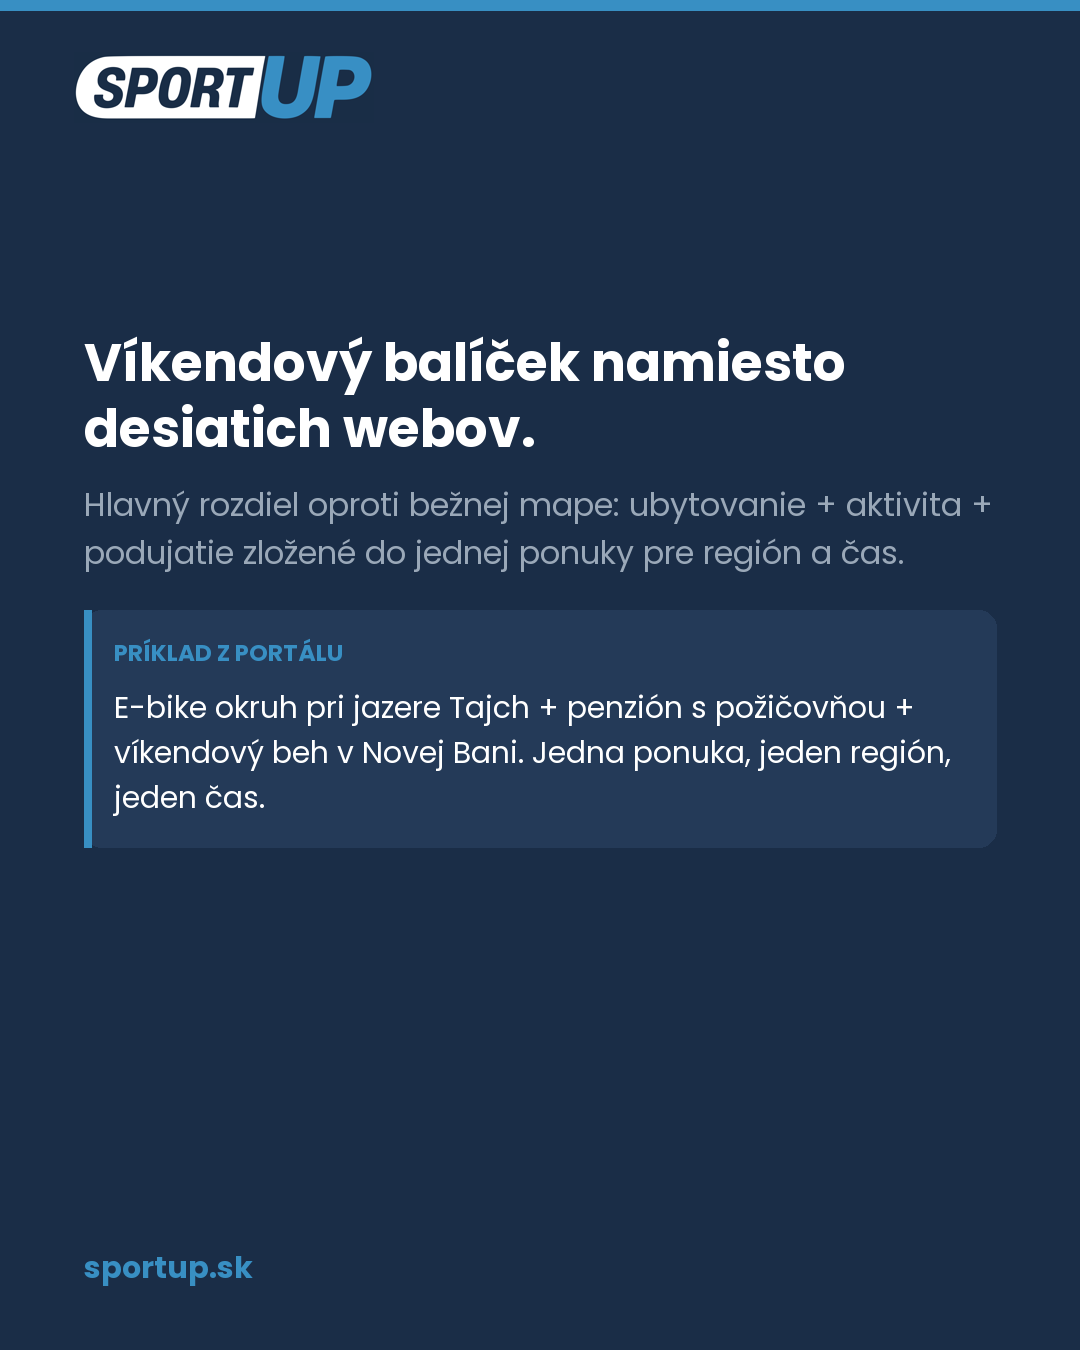 SPORTUP
Víkendový balíček namiesto
desiatich webov.
Hlavný rozdiel oproti bežnej mape: ubytovanie + aktivita +
podujatie zložené do jednej ponuky pre región a čas.
PRÍKLAD Z PORTÁLU
E-bike okruh pri jazere Tajch + penzión s požičovňou +
víkendový beh v Novej Bani. Jedna ponuka, jeden región,
jeden čas.
sportup.sk